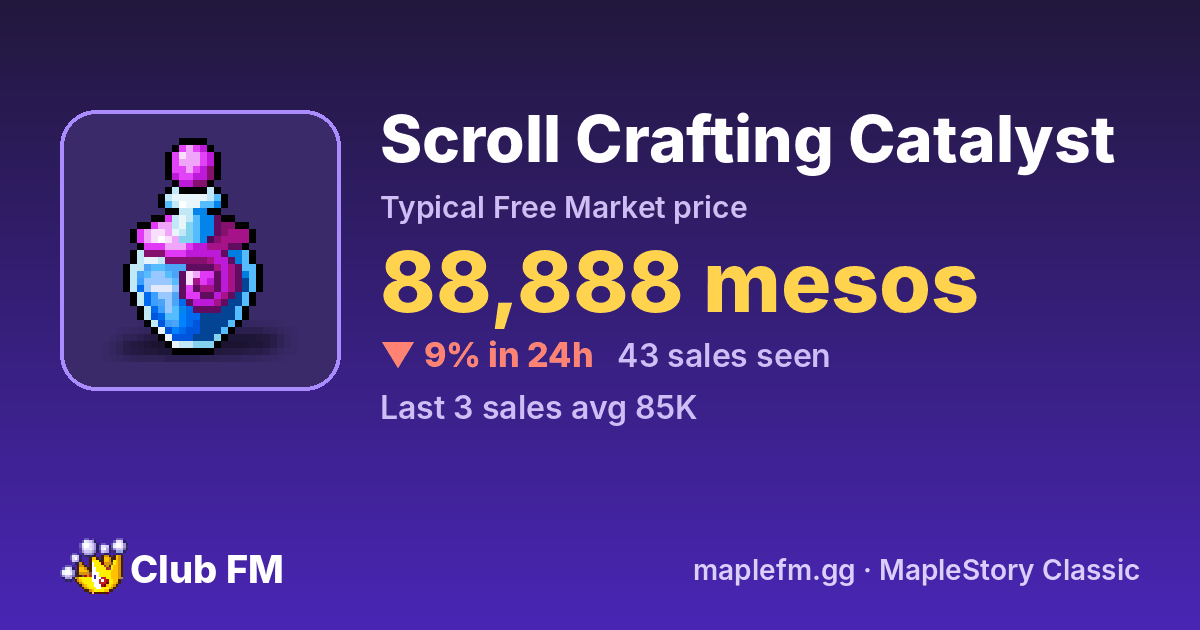 Scroll Crafting Catalyst
Typical Free Market price
88,888 mesos
▼ 9% in 24h 43 sales seen
Last 3 sales avg 85K
Club FM
maplefm.gg · MapleStory Classic